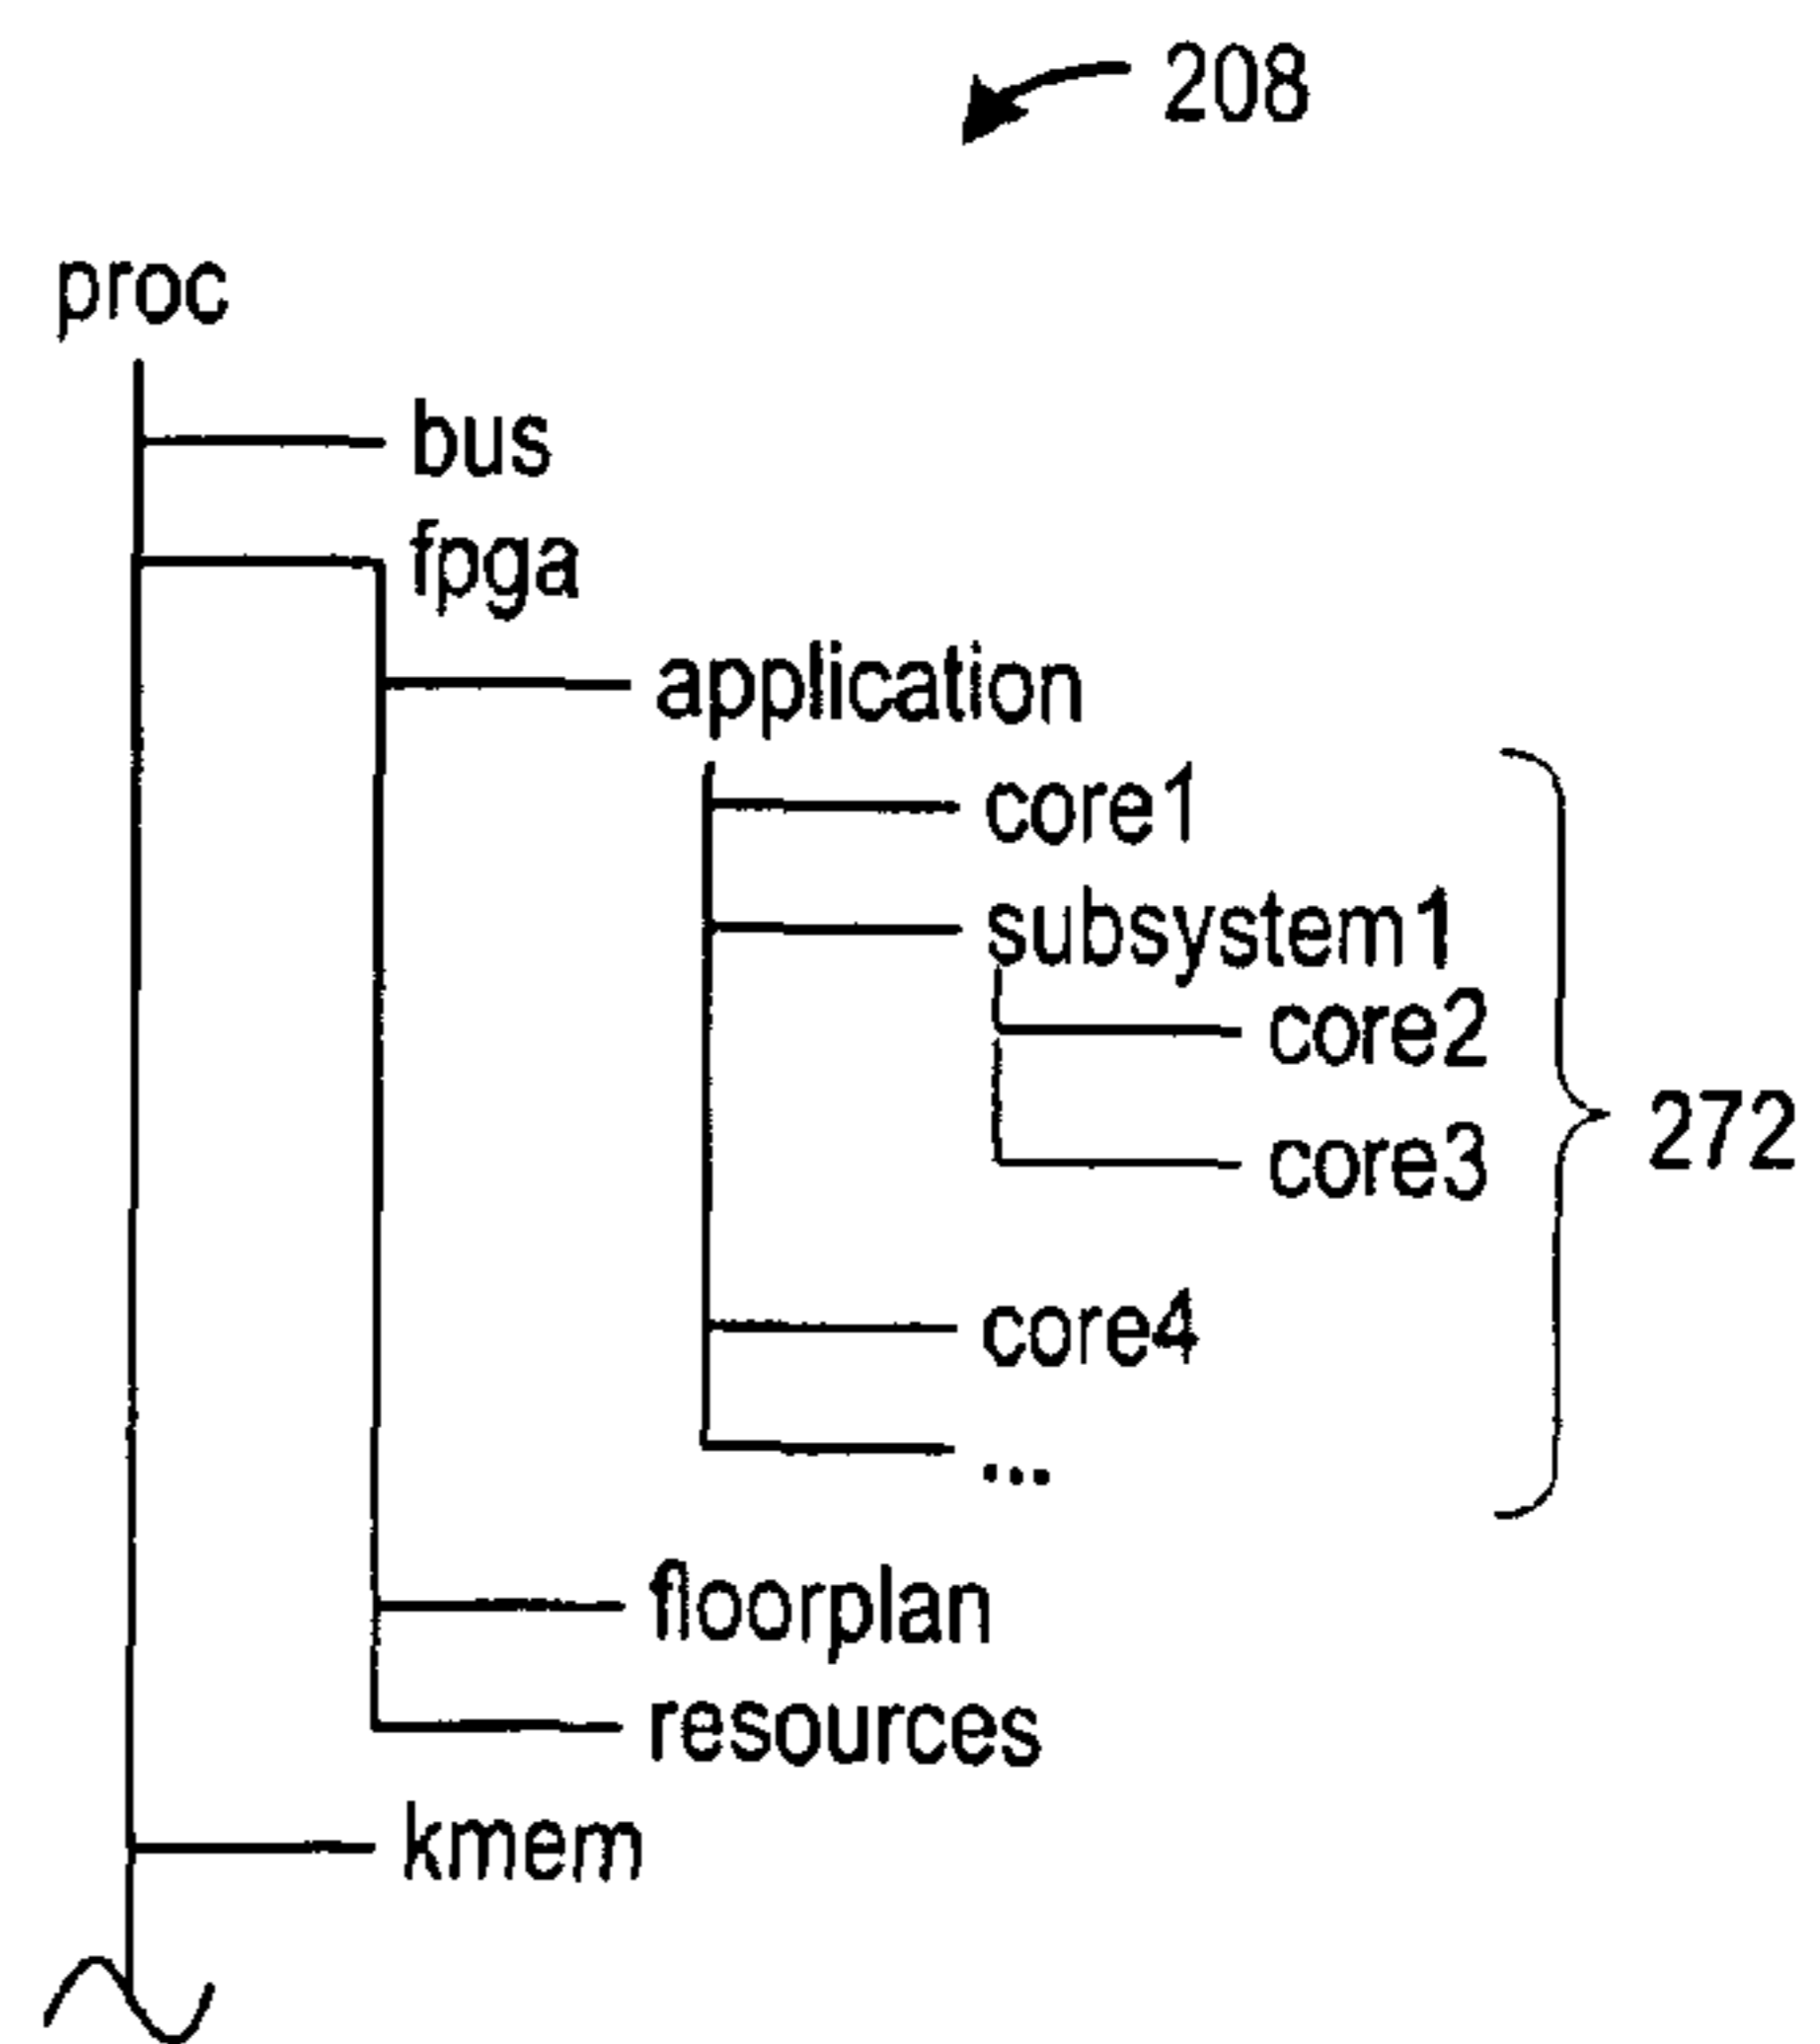 208
proc
bus
fpga
application
core1
subsystem1
core2
272
core3
core4
...
floorplan
resources
kmem